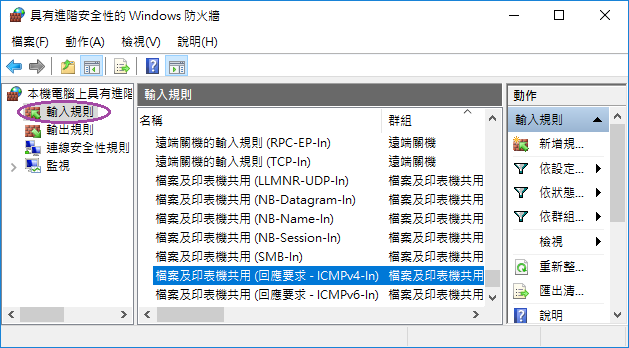 具有進階安全性的 Windows 防火牆
檔案(F) 動作(A) 檢視(V) 說明(H)
本機電腦上具有進階
輸入規則
輸出規則
連線安全性規則
監視
輸入規則
名稱 群組
遠端關機的輸入規則 (RPC-EP-In) 遠端關機
遠端關機的輸入規則 (TCP-In) 遠端關機
檔案及印表機共用 (LLMNR-UDP-In) 檔案及印表機共用
檔案及印表機共用 (NB-Datagram-In) 檔案及印表機共用
檔案及印表機共用 (NB-Name-In) 檔案及印表機共用
檔案及印表機共用 (NB-Session-In) 檔案及印表機共用
檔案及印表機共用 (SMB-In) 檔案及印表機共用
檔案及印表機共用 (回應要求 - ICMPv4-In) 檔案及印表機共用
檔案及印表機共用 (回應要求 - ICMPv6-In) 檔案及印表機共用
動作
輸入規則
新增規...
依設定...
依狀態...
依群組...
檢視
重新整...
匯出清...
說明